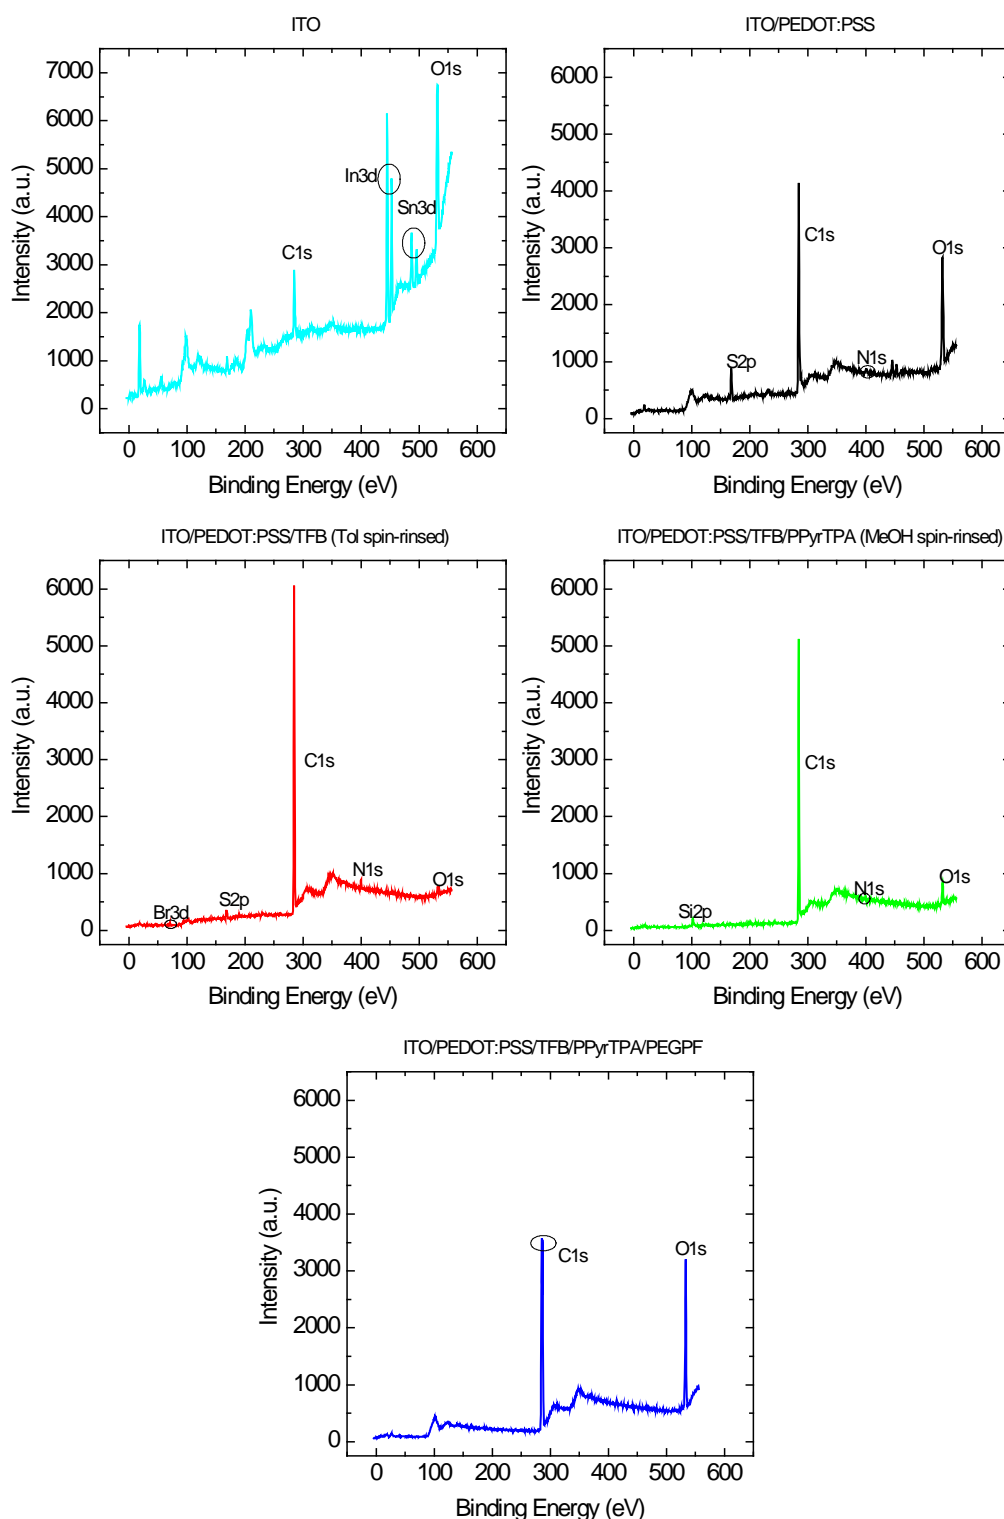 ITO
Intensity (a.u.)
7000
6000
5000
4000
3000
2000
1000
0
O1s
In3d
Sn3d
C1s
0 100 200 300 400 500 600
Binding Energy (eV)
ITO/PEDOT:PSS
Intensity (a.u.)
6000
5000
4000
3000
2000
1000
0
C1s
O1s
S2p
N1s
0 100 200 300 400 500 600
Binding Energy (eV)
ITO/PEDOT:PSS/TFB (Tol spin-rinsed)
Intensity (a.u.)
6000
5000
4000
3000
2000
1000
0
C1s
Br3d
S2p
N1s
O1s
0 100 200 300 400 500 600
Binding Energy (eV)
ITO/PEDOT:PSS/TFB/PPyrTPA (MeOH spin-rinsed)
Intensity (a.u.)
6000
5000
4000
3000
2000
1000
0
C1s
Si2p
N1s
O1s
0 100 200 300 400 500 600
Binding Energy (eV)
ITO/PEDOT:PSS/TFB/PPyrTPA/PEGPF
Intensity (a.u.)
6000
5000
4000
3000
2000
1000
0
C1s
O1s
0 100 200 300 400 500 600
Binding Energy (eV)